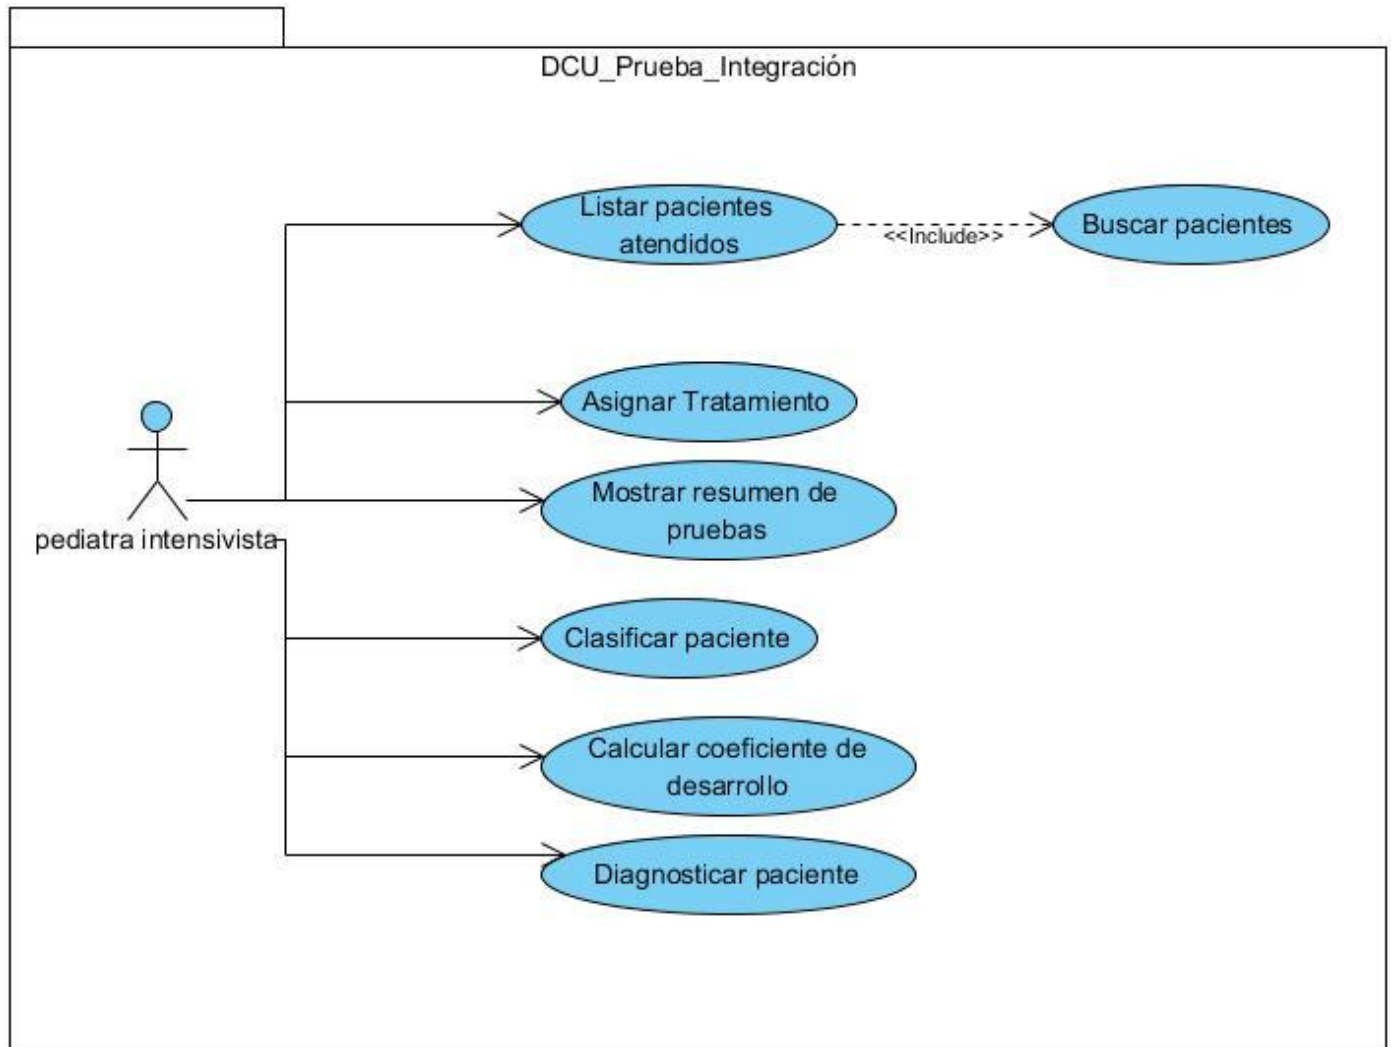 DCU_Prueba_Integración
Listar pacientes
atendidos
<<Include>>
Buscar pacientes
Asignar Tratamiento
Mostrar resumen de
pruebas
pediatra intensivista
Clasificar paciente
Calcular coeficiente de
desarrollo
Diagnosticar paciente